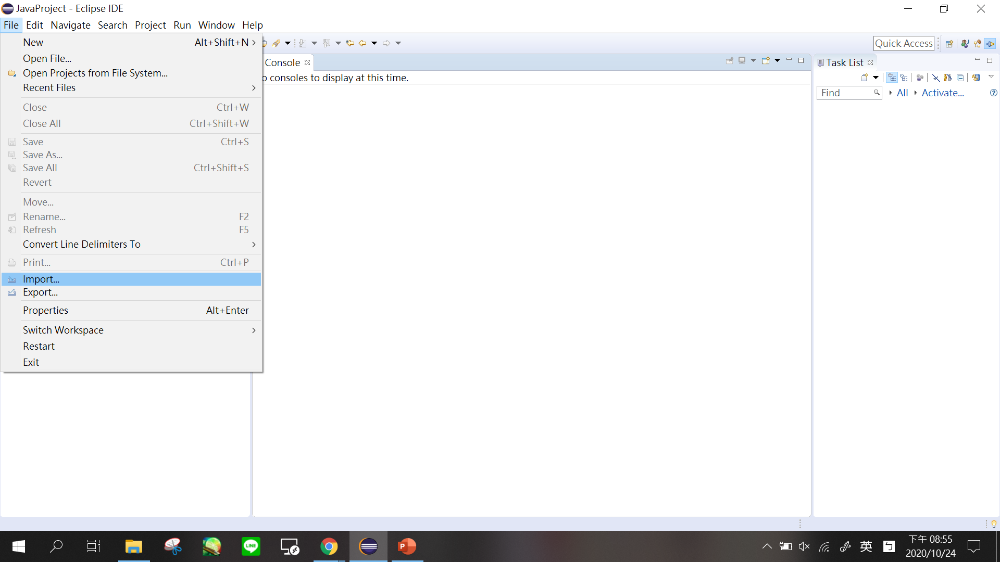 JavaProject - Eclipse IDE
File Edit Navigate Search Project Run Window Help
New Alt+Shift+N
Open File...
Open Projects from File System...
Recent Files
Close Ctrl+W
Close All Ctrl+Shift+W
Save Ctrl+S
Save As...
Save All Ctrl+Shift+S
Revert
Move...
Rename... F2
Refresh F5
Convert Line Delimiters To
Print... Ctrl+P
Import...
Export...
Properties Alt+Enter
Switch Workspace
Restart
Exit
Quick Access
Console
o consoles to display at this time.
Task List
Find All Activate...
LINE
P
英
ㄅ
下午 08:55
2020/10/24